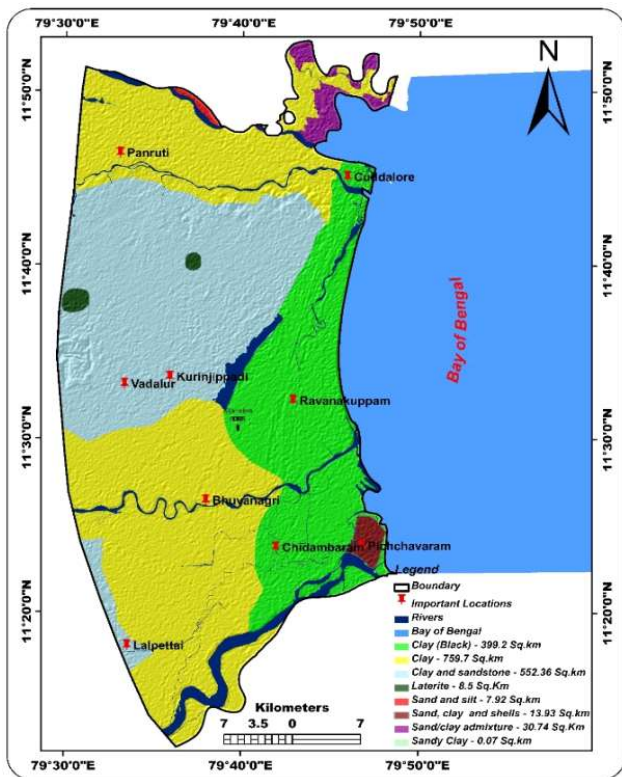 79°30'0"E 79°40'0"E 79°50'0"E
11°50'0"N 11°50'0"N
N
Panruti
Cuddalore
11°40'0"N 11°40'0"N
Bay of Bengal
Vadalur
Kurinjippadi
Ravanakuppam
11°30'0"N 11°30'0"N
Bhuvanagri
Chidambaram
Pichchavaram
11°20'0"N 11°20'0"N
Lalpettai
Legend
Boundary
Important Locations
Rivers
Bay of Bengal
Clay (Black) - 399.2 Sq.km
Clay - 759.7 Sq.km
Clay and sandstone - 552.36 Sq.km
Laterite - 8.5 Sq.Km
Sand and silt - 7.92 Sq.km
Sand, clay and shells - 13.93 Sq.km
Sand/clay admixture - 30.74 Sq.Km
Sandy Clay - 0.07 Sq.km
Kilometers
7 3.5 0 7
79°30'0"E 79°40'0"E 79°50'0"E